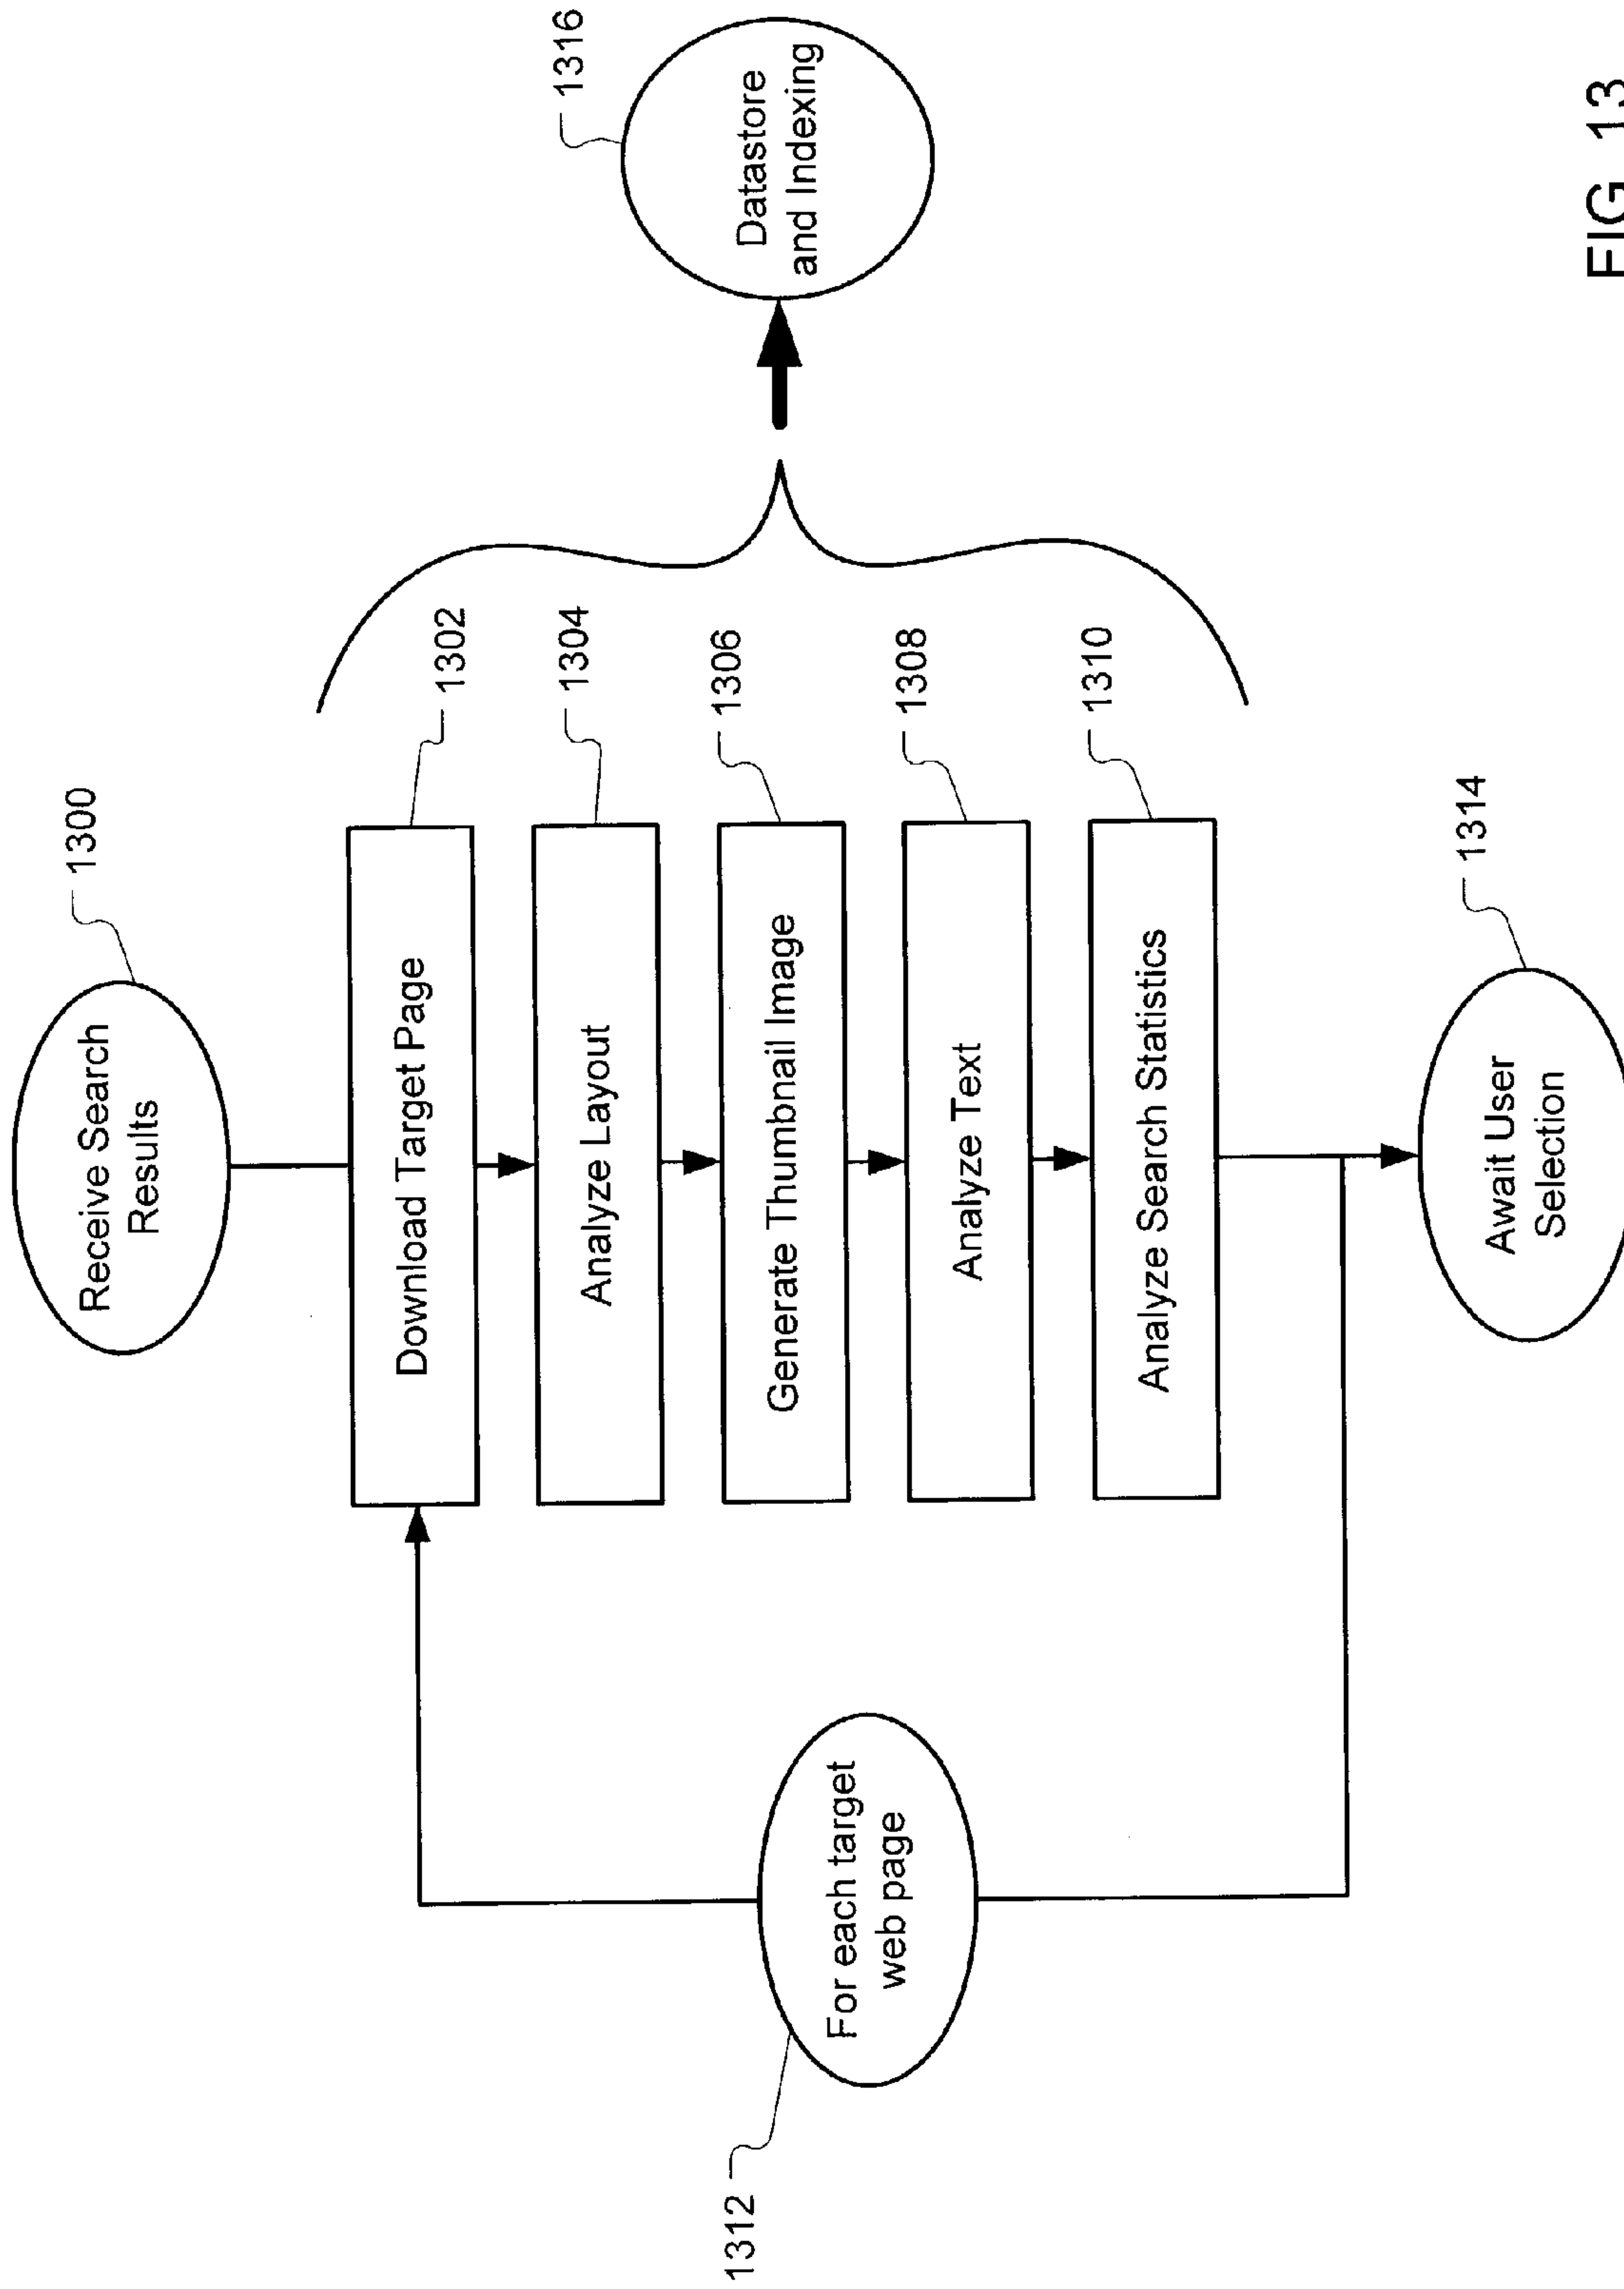 Receive Search
Results
1300
Download Target Page
1302
Analyze Layout
1304
Generate Thumbnail Image
1306
Analyze Text
1308
Analyze Search Statistics
1310
For each target
web page
1312
Await User
Selection
1314
Datastore
and Indexing
1316
FIG. 13